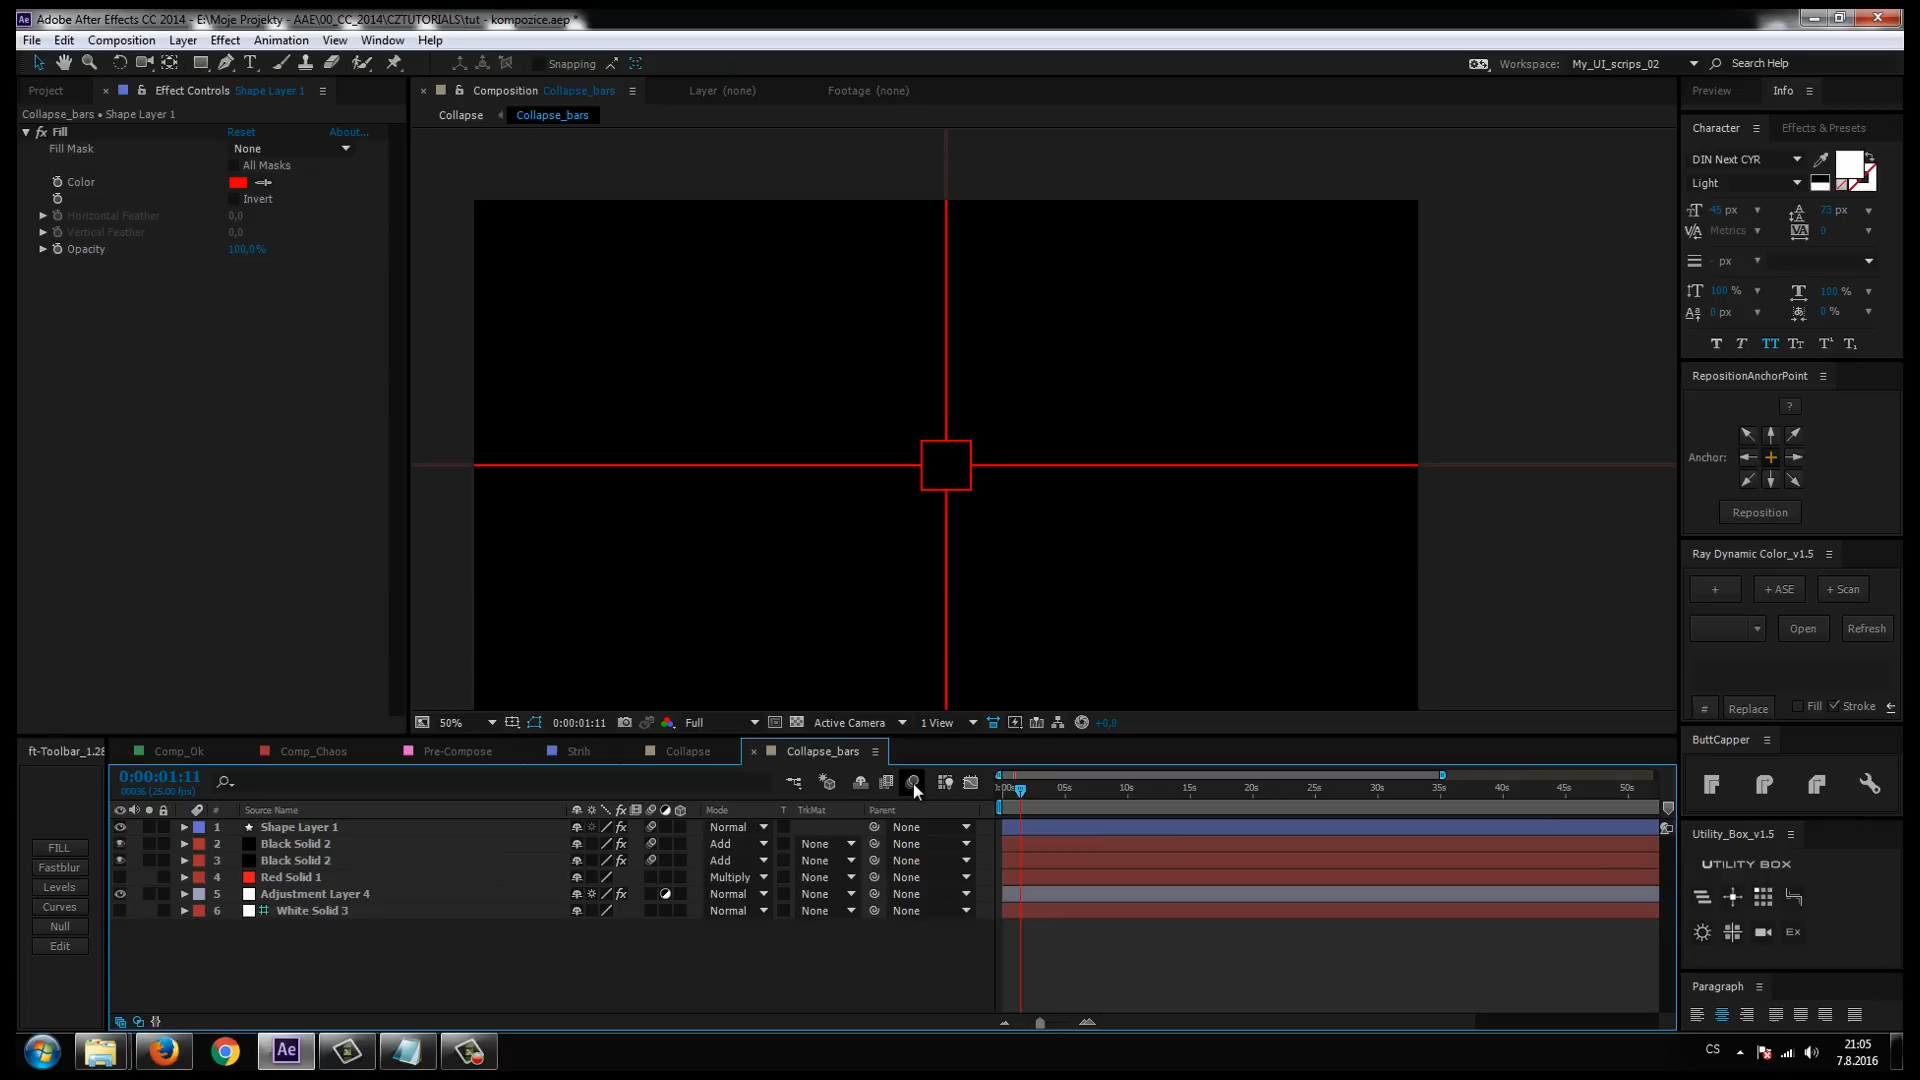 Adobe After Effects CC 2014 - E:\Moje Projekty - AAE\00_CC_2014\CZTUTORIALS\tut - kompozice.aep *
File Edit Composition Layer Effect Animation View Window Help
Snapping Workspace: My_UI_scrips_02 Search Help
Project Effect Controls Shape Layer 1 Composition Collapse_bars Layer (none) Footage (none) Preview Info
Collapse_bars • Shape Layer 1 Collapse Collapse_bars
Fill Reset About...
Fill Mask None
All Masks
Color
Invert
Horizontal Feather 0,0
Vertical Feather 0,0
Opacity 100,0%
Character Effects & Presets
DIN Next CYR
Light
45 px 73 px
Metrics 0
- px
100 % 100 %
0 px 0 %
T T TT Tt T¹ T₁
RepositionAnchorPoint
?
Anchor:
Reposition
Ray Dynamic Color_v1.5
+ + ASE + Scan
Open Refresh
# Replace Fill Stroke
50% 0:00:01:11 Full Active Camera 1 View +0,0
ButtCapper
ft-Toolbar_1.28 Comp_Ok Comp_Chaos Pre-Compose Strih Collapse Collapse_bars
0:00:01:11
00036 (25.00 fps)
:00s 05s 10s 15s 20s 25s 30s 35s 40s 45s 50s
# Source Name Mode T TrkMat Parent
1 Shape Layer 1 Normal None
2 Black Solid 2 Add None None
3 Black Solid 2 Add None None
4 Red Solid 1 Multiply None None
5 Adjustment Layer 4 Normal None None
6 White Solid 3 Normal None None
FILL
Fastblur
Levels
Curves
Null
Edit
Utility_Box_v1.5
UTILITY BOX
EX
Paragraph
Ae
CS 21:05
7.8.2016